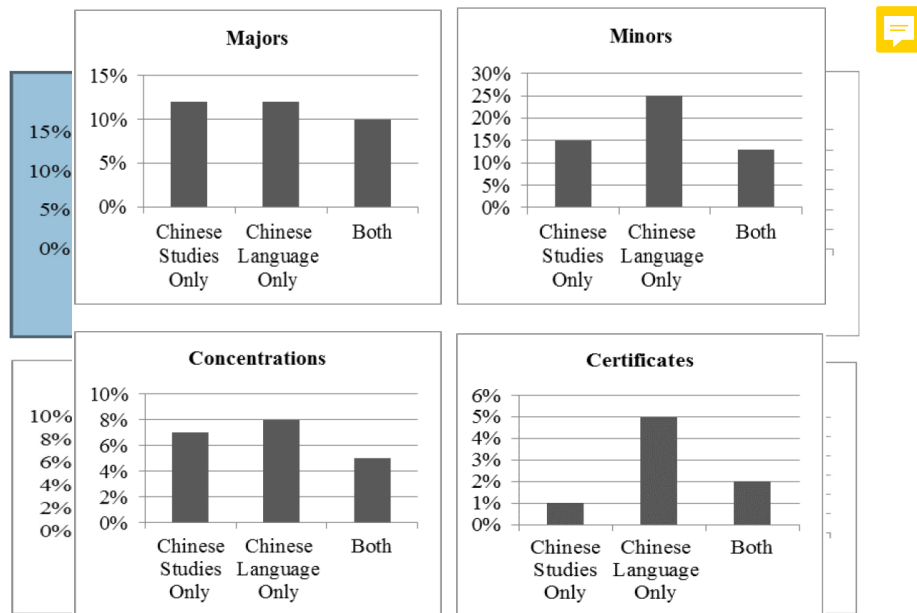 Majors
15%
10%
5%
0%
Chinese Studies Only
Chinese Language Only
Both
Minors
30%
25%
20%
15%
10%
5%
0%
Chinese Studies Only
Chinese Language Only
Both
15%
10%
5%
0%
Concentrations
10%
8%
6%
4%
2%
0%
Chinese Studies Only
Chinese Language Only
Both
Certificates
6%
5%
4%
3%
2%
1%
0%
Chinese Studies Only
Chinese Language Only
Both
10%
8%
6%
4%
2%
0%